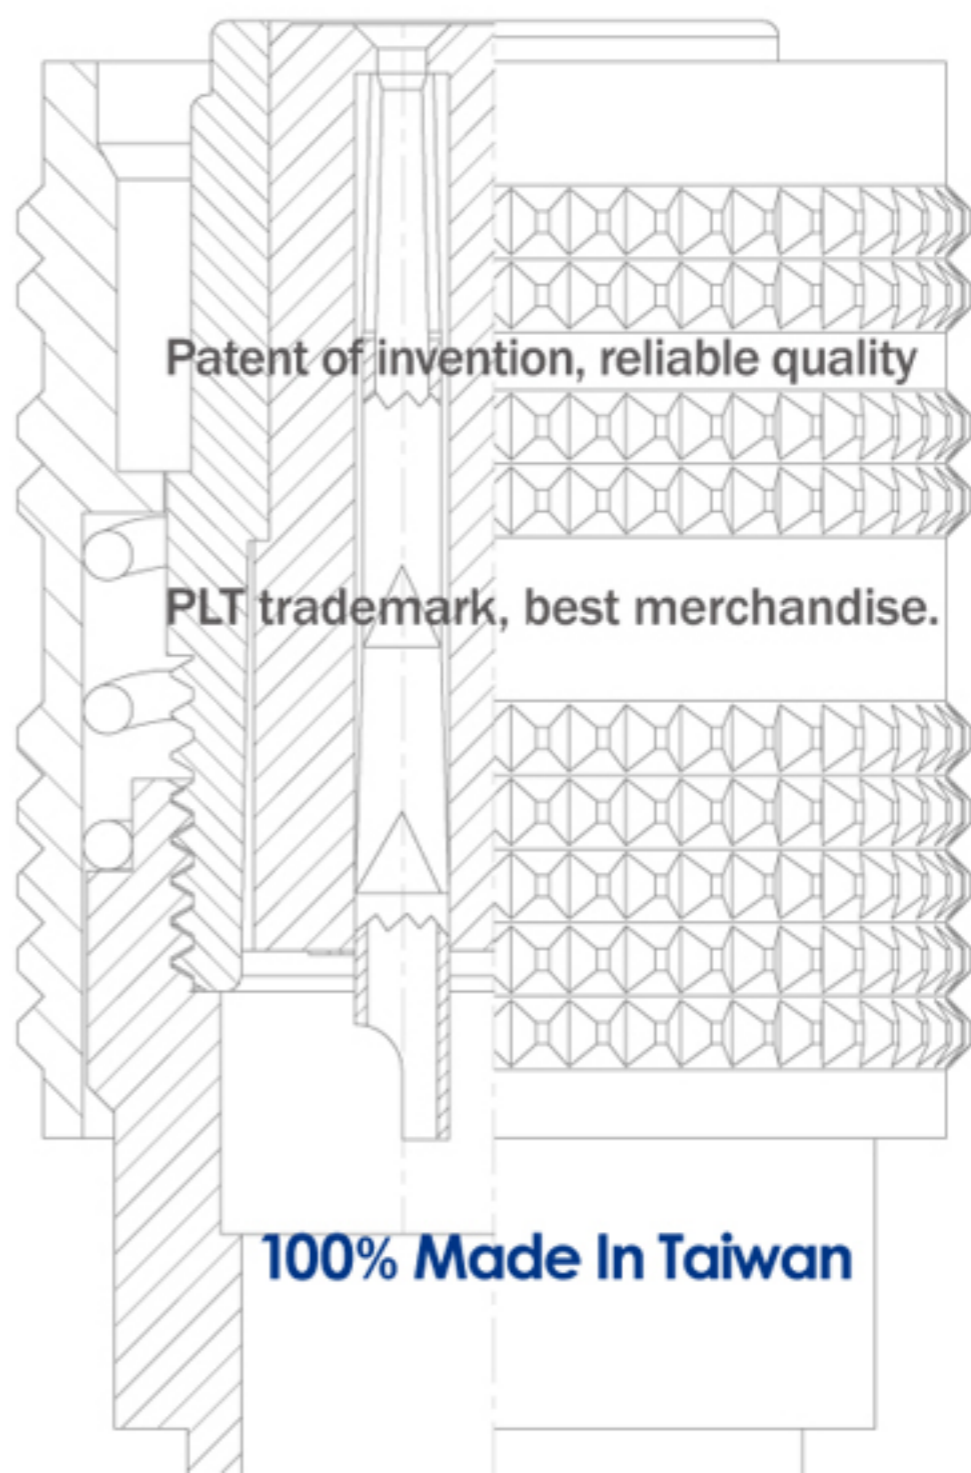 Patent of invention, reliable quality
PLT trademark, best merchandise.
100% Made In Taiwan